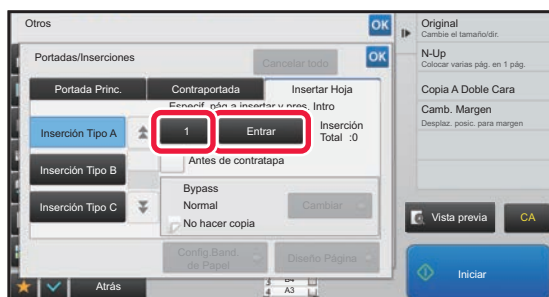 Otros
OK
Portadas/Inserciones
Cancelar todo
OK
Portada Princ.
Contraportada
Insertar Hoja
Especif. pág a insertar y pres. Intro
Inserción Tipo A
1
Entrar
Inserción
Total :0
Antes de contratapa
Inserción Tipo B
Bypass
Normal
Cambiar
Inserción Tipo C
No hacer copia
Config Band.
de Papel
Diseño Página
Atrás
3 B4
4 A3
Original
Cambie el tamaño/dir.
N-Up
Colocar varias pág. en 1 pág.
Copia A Doble Cara
Camb. Margen
Desplaz. posic. para margen
Vista previa
CA
Iniciar